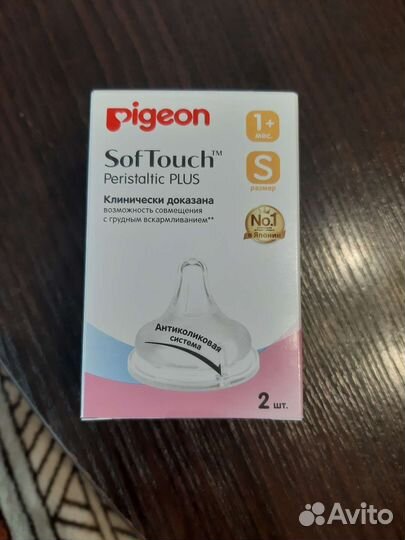 pigeon
1+
мес.
SofTouch™
Peristaltic PLUS
S
размер
Клинически доказана
возможность совмещения
с грудным вскармливанием**
No.1
в Японии
Антиколиковая
система
2 шт.
Avito